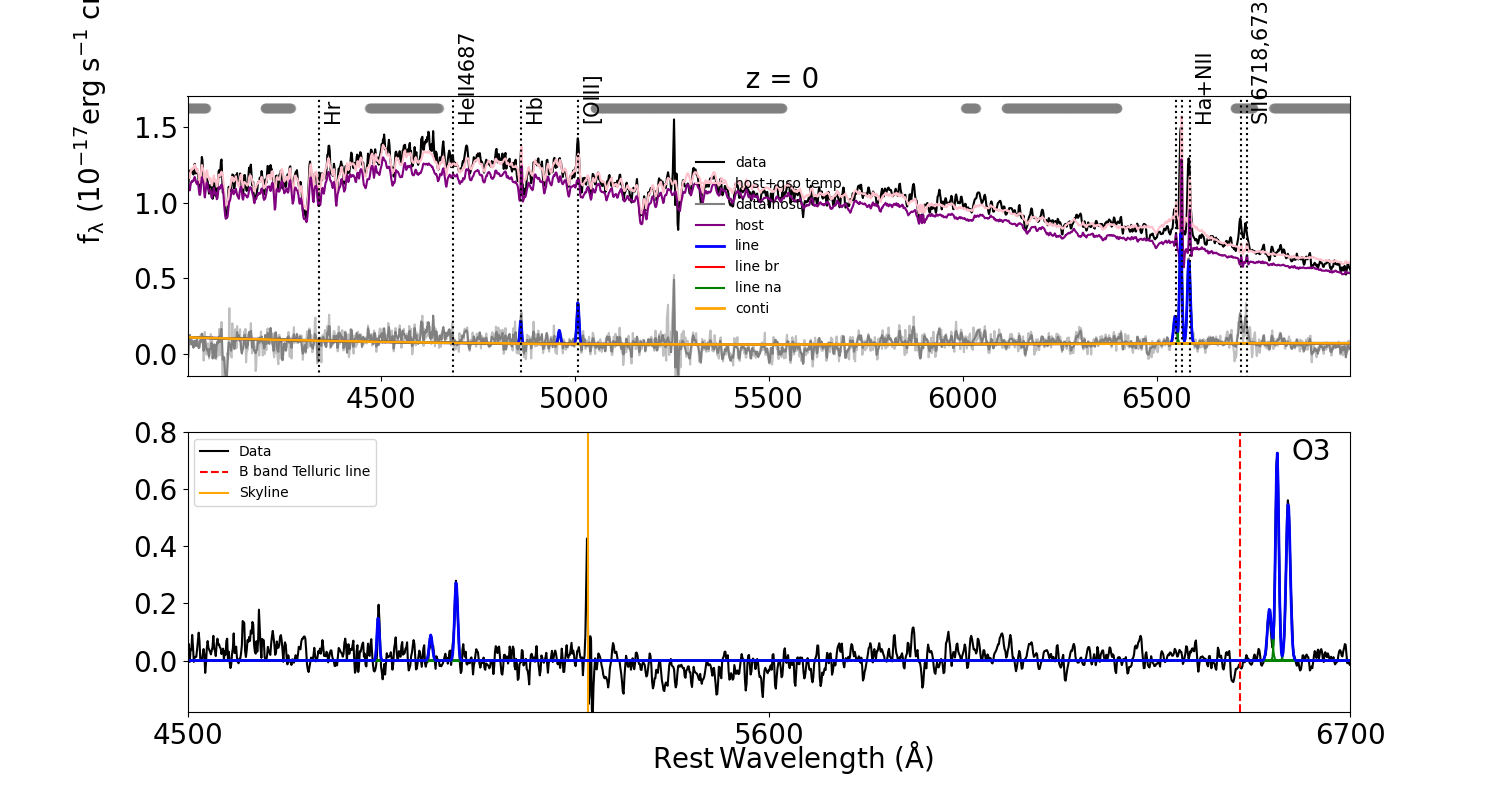 z = 0
fλ (10−17erg s−1 c
Hr
HeII4687
Hb
[OIII]
Ha+NII
SII6718,673
1.5
1.0
0.5
0.0
data
host+qso temp
data-host
host
line
line br
line na
conti
4500
5000
5500
6000
6500
0.8
0.6
0.4
0.2
0.0
Data
B band Telluric line
Skyline
O3
4500
5600
6700
Rest Wavelength (Å)